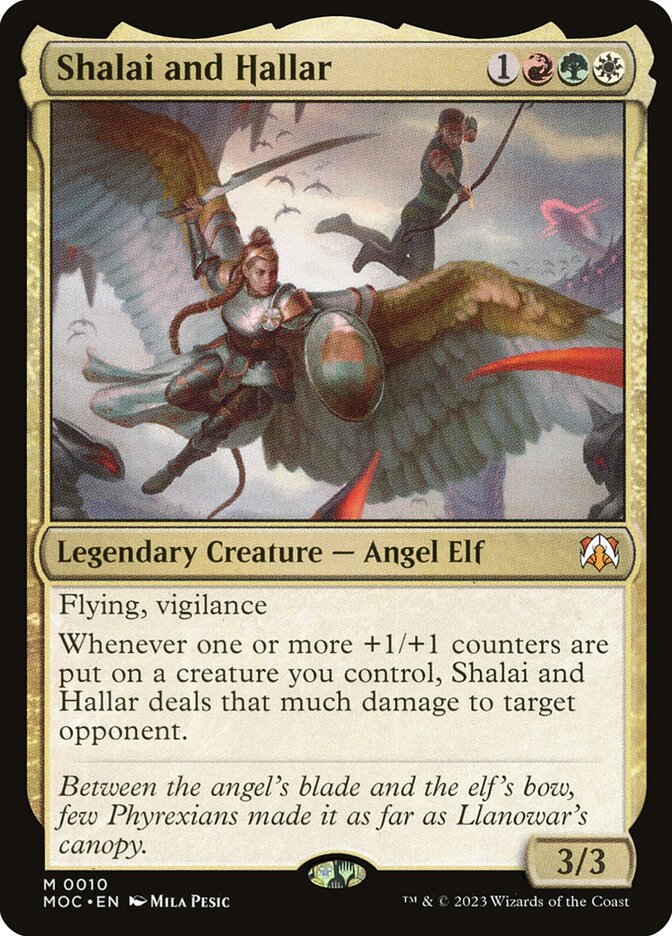 Shalai and Hallar 1
Legendary Creature — Angel Elf
Flying, vigilance
Whenever one or more +1/+1 counters are
put on a creature you control, Shalai and
Hallar deals that much damage to target
opponent.
Between the angel's blade and the elf's bow,
few Phyrexians made it as far as Llanowar's
canopy.
3/3
M 0010
MOC • EN Mila Pesic
™ & © 2023 Wizards of the Coast